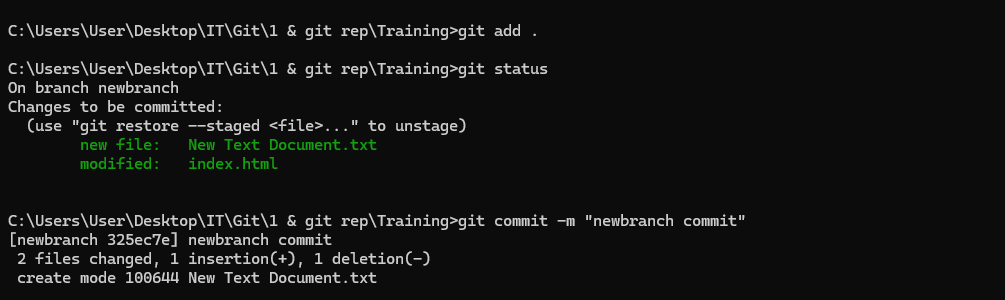 C:\Users\User\Desktop\IT\Git\1 & git rep\Training>git add .
C:\Users\User\Desktop\IT\Git\1 & git rep\Training>git status
On branch newbranch
Changes to be committed:
  (use "git restore --staged <file>..." to unstage)
        new file:   New Text Document.txt
        modified:   index.html
C:\Users\User\Desktop\IT\Git\1 & git rep\Training>git commit -m "newbranch commit"
[newbranch 325ec7e] newbranch commit
 2 files changed, 1 insertion(+), 1 deletion(-)
 create mode 100644 New Text Document.txt